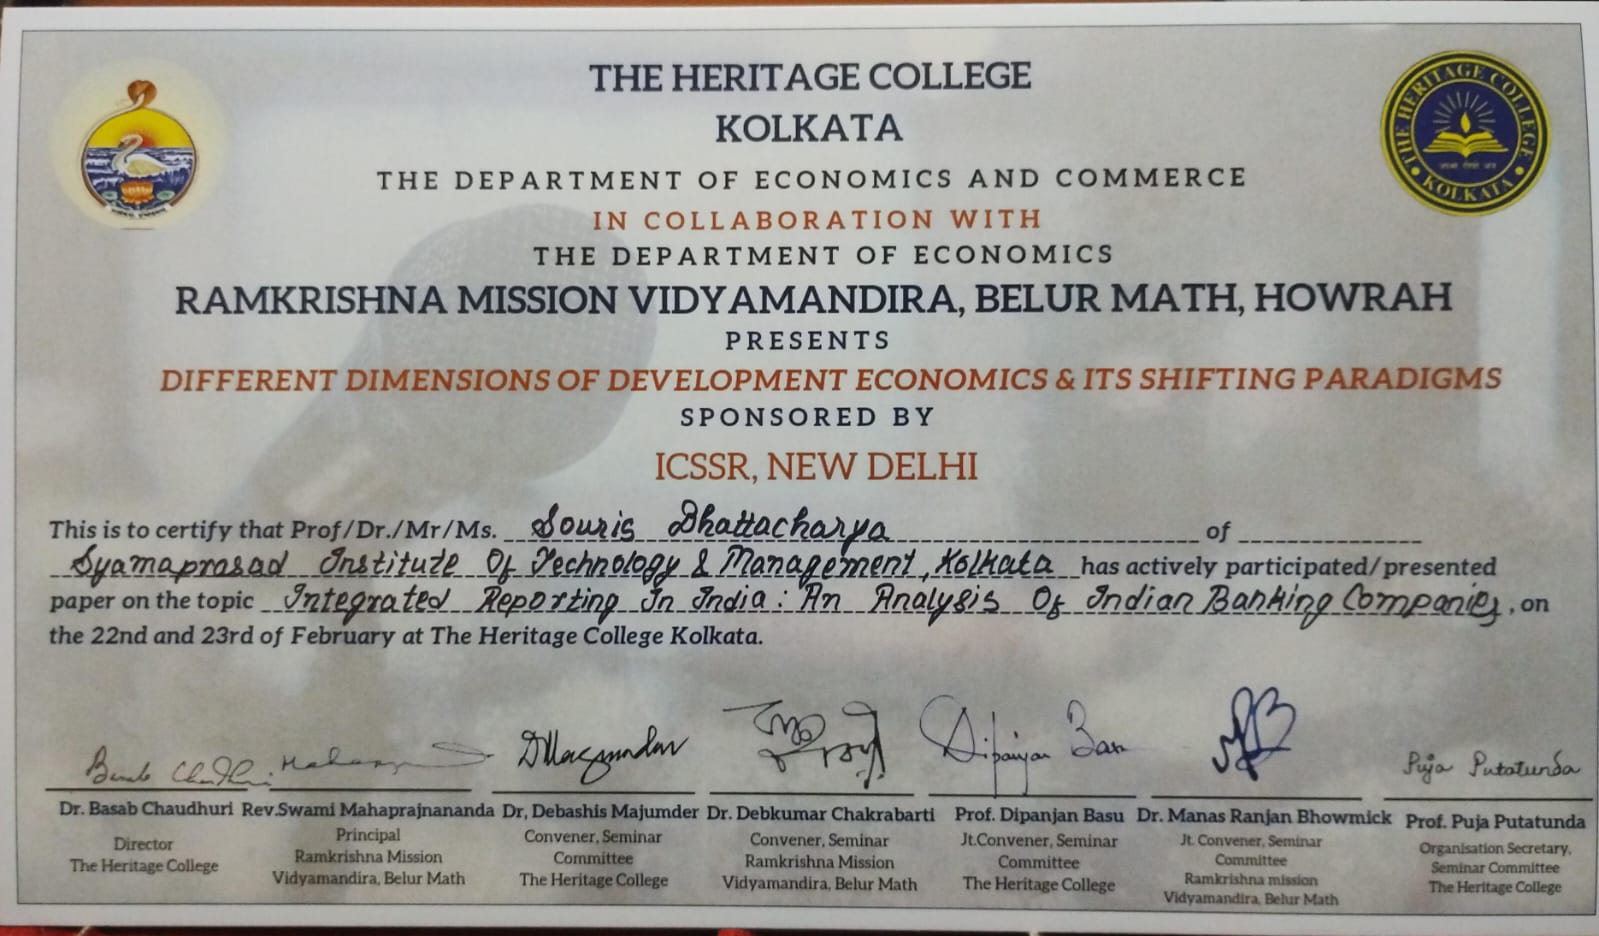 THE HERITAGE COLLEGE
KOLKATA
THE DEPARTMENT OF ECONOMICS AND COMMERCE
IN COLLABORATION WITH
THE DEPARTMENT OF ECONOMICS
RAMKRISHNA MISSION VIDYAMANDIRA, BELUR MATH, HOWRAH
PRESENTS
DIFFERENT DIMENSIONS OF DEVELOPMENT ECONOMICS & ITS SHIFTING PARADIGMS
SPONSORED BY
ICSSR, NEW DELHI
THE HERITAGE COLLEGE
KOLKATA
This is to certify that Prof/Dr./Mr/Ms. Souris Bhattacharya of
Syamaprasad Institute Of Technology & Management, Kolkata has actively participated/presented
paper on the topic Integrated Reporting In India: An Analysis Of Indian Banking Companies, on
the 22nd and 23rd of February at The Heritage College Kolkata.
DMajumdar
Dipanjan Basu
Puja Putatunda
Dr. Basab Chaudhuri
Director
The Heritage College
Rev.Swami Mahaprajnananda
Principal
Ramkrishna Mission
Vidyamandira, Belur Math
Dr, Debashis Majumder
Convener, Seminar
Committee
The Heritage College
Dr. Debkumar Chakrabarti
Convener, Seminar
Ramkrishna Mission
Vidyamandira, Belur Math
Prof. Dipanjan Basu
Jt.Convener, Seminar
Committee
The Heritage College
Dr. Manas Ranjan Bhowmick
Jt. Convener, Seminar
Committee
Ramkrishna mission
Vidyamandira, Belur Math
Prof. Puja Putatunda
Organisation Secretary,
Seminar Committee
The Heritage College